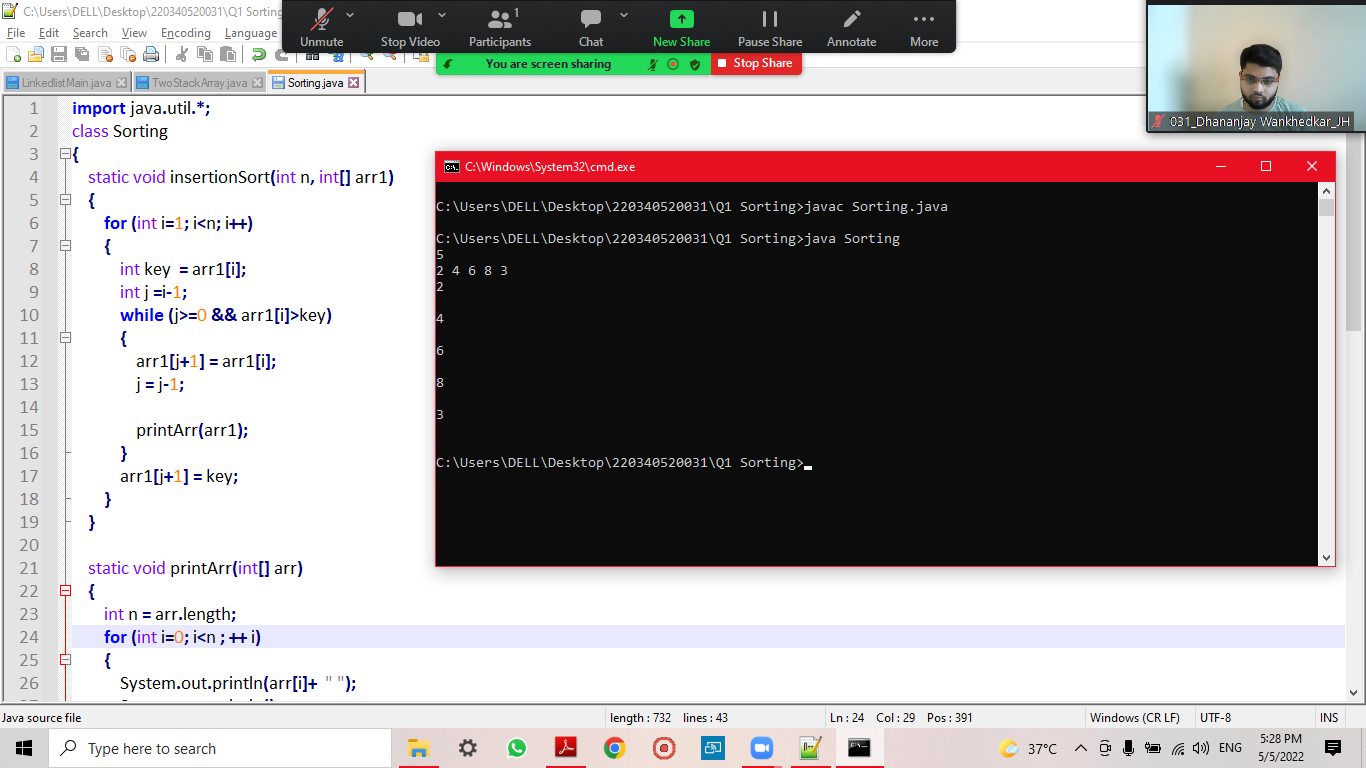 C:\Users\DELL\Desktop\220340520031\Q1 Sorting
File Edit Search View Encoding Language
Unmute Stop Video Participants 1 Chat New Share Pause Share Annotate More
You are screen sharing Stop Share
LinkedlistMain.java TwoStackArray.java Sorting.java
031_Dhananjay Wankhedkar_JH
1 import java.util.*;
2 class Sorting
3 {
4 static void insertionSort(int n, int[] arr1)
5 {
6 for (int i=1; i<n; i++)
7 {
8 int key = arr1[i];
9 int j =i-1;
10 while (j>=0 && arr1[i]>key)
11 {
12 arr1[j+1] = arr1[i];
13 j = j-1;
14
15 printArr(arr1);
16 }
17 arr1[j+1] = key;
18 }
19 }
20
21 static void printArr(int[] arr)
22 {
23 int n = arr.length;
24 for (int i=0; i<n ; ++ i)
25 {
26 System.out.println(arr[i]+ " ");
C:\Windows\System32\cmd.exe
C:\Users\DELL\Desktop\220340520031\Q1 Sorting>javac Sorting.java
C:\Users\DELL\Desktop\220340520031\Q1 Sorting>java Sorting
5
2 4 6 8 3
2
4
6
8
3
C:\Users\DELL\Desktop\220340520031\Q1 Sorting>
Java source file length : 732 lines : 43 Ln : 24 Col : 29 Pos : 391 Windows (CR LF) UTF-8 INS
Type here to search
37°C ENG 5:28 PM
5/5/2022